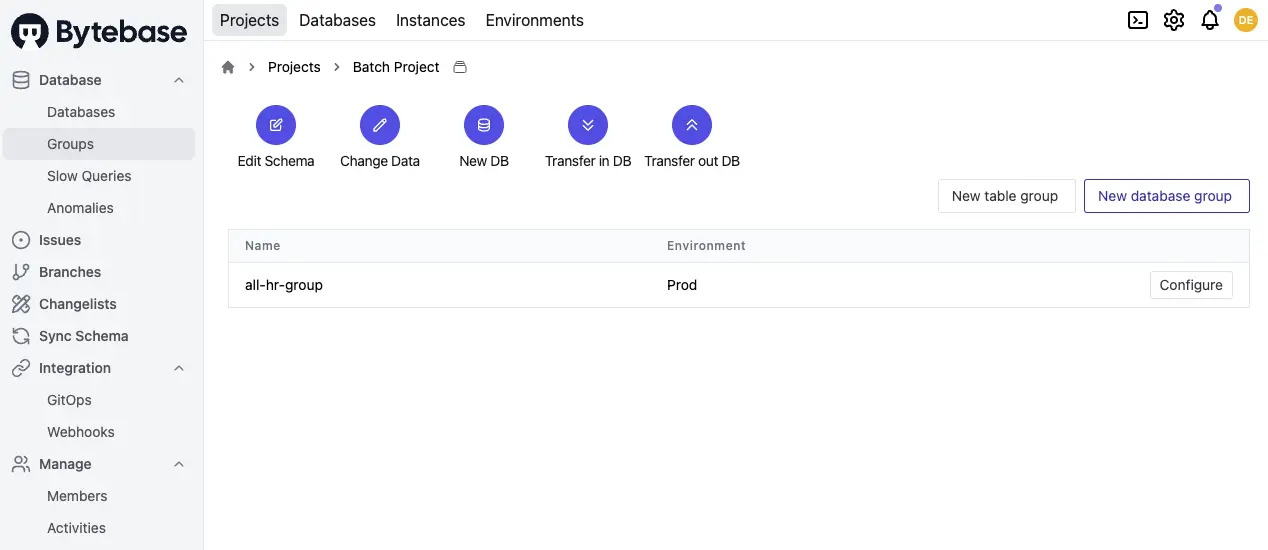 Bytebase
Projects Databases Instances Environments
DE
Database
Databases
Groups
Slow Queries
Anomalies
Issues
Branches
Changelists
Sync Schema
Integration
GitOps
Webhooks
Manage
Members
Activities
Projects Batch Project
Edit Schema Change Data New DB Transfer in DB Transfer out DB
New table group New database group
Name Environment
all-hr-group Prod Configure